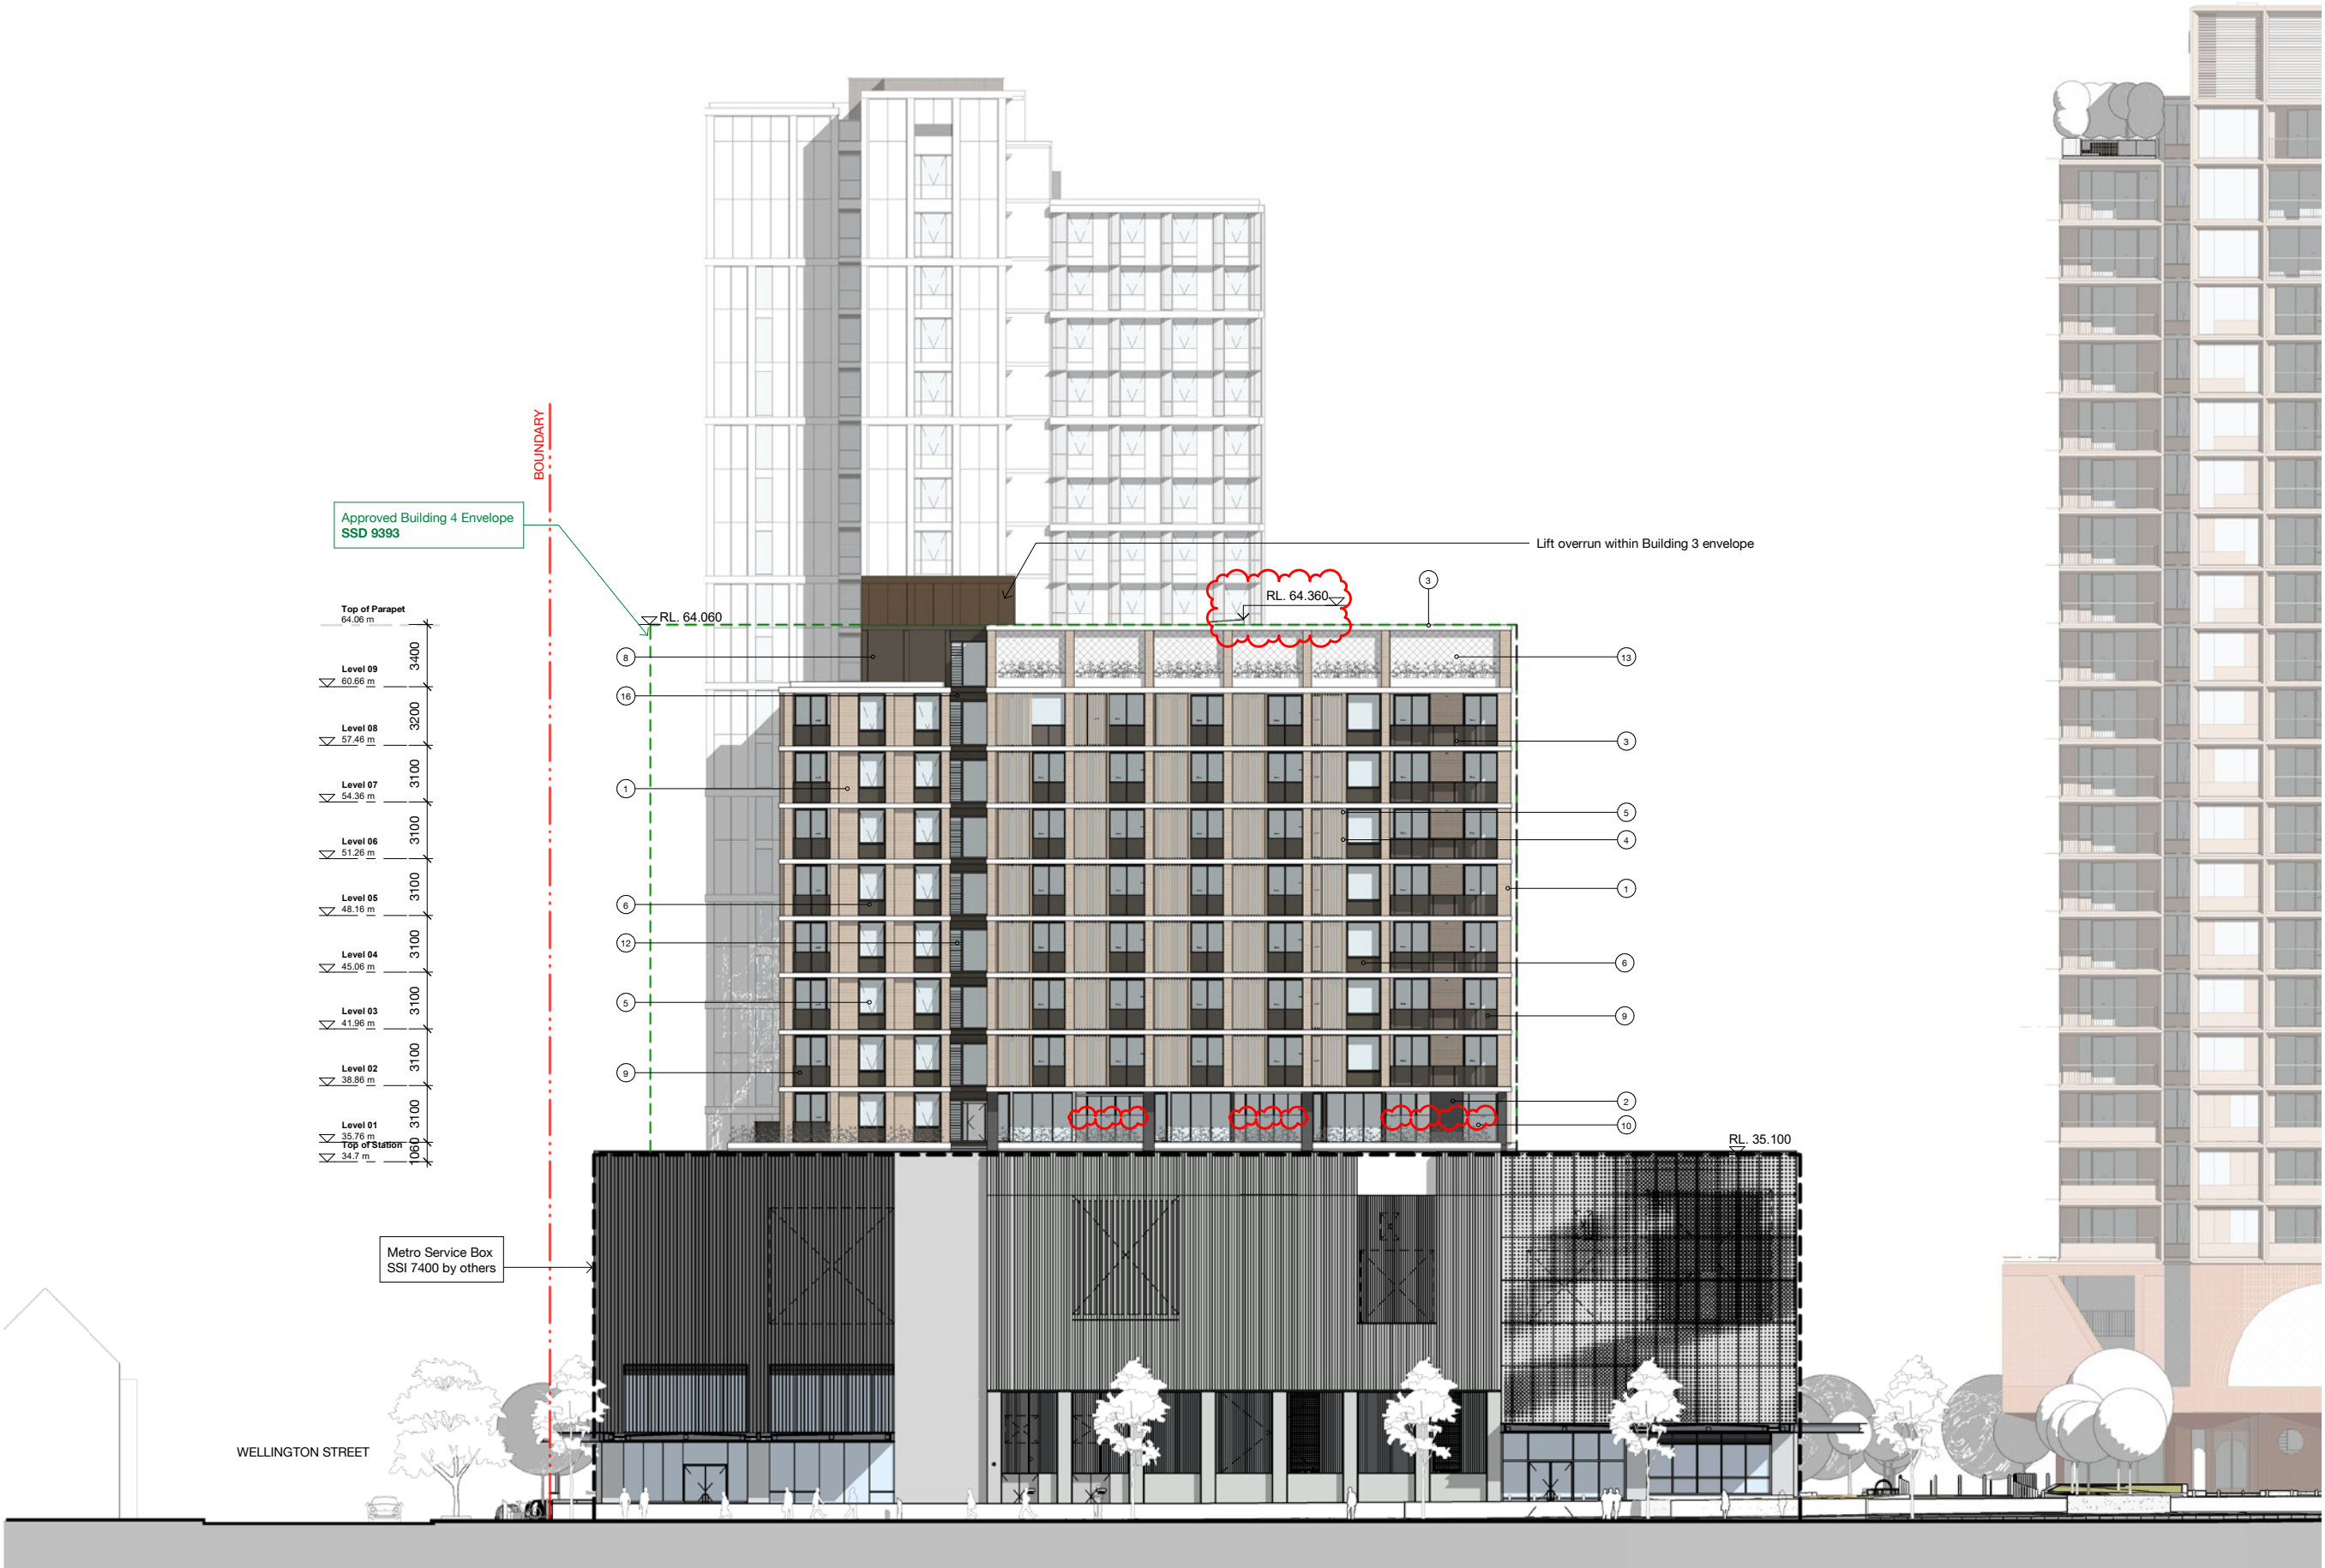 BOUNDARY
Approved Building 4 Envelope
SSD 9393
Lift overrun within Building 3 envelope
3
RL. 64.360
Top of Parapet
64.06 m
RL. 64.060
3400
8
13
Level 09
60.66 m
16
3200
Level 08
57.46 m
3
3100
1
Level 07
54.36 m
5
3100
4
Level 06
51.26 m
3100
1
6
Level 05
48.16 m
3100
12
Level 04
45.06 m
6
3100
5
Level 03
41.96 m
9
3100
Level 02
38.86 m
9
3100
2
10
Level 01
35.76 m
Top of Station
34.7 m
1060
RL. 35.100
Metro Service Box
SSI 7400 by others
WELLINGTON STREET